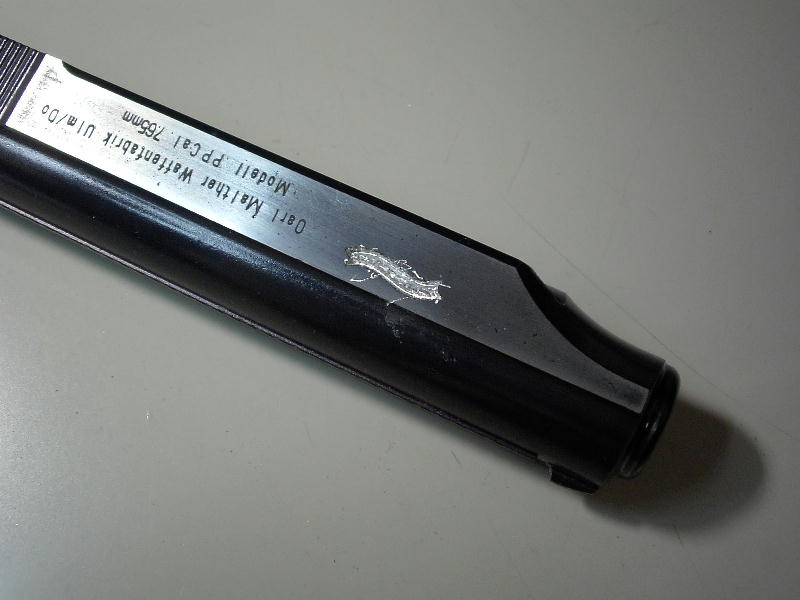 Carl Walther Waffenfabrik Ulm/Do
Modell PP Cal. 7.65mm